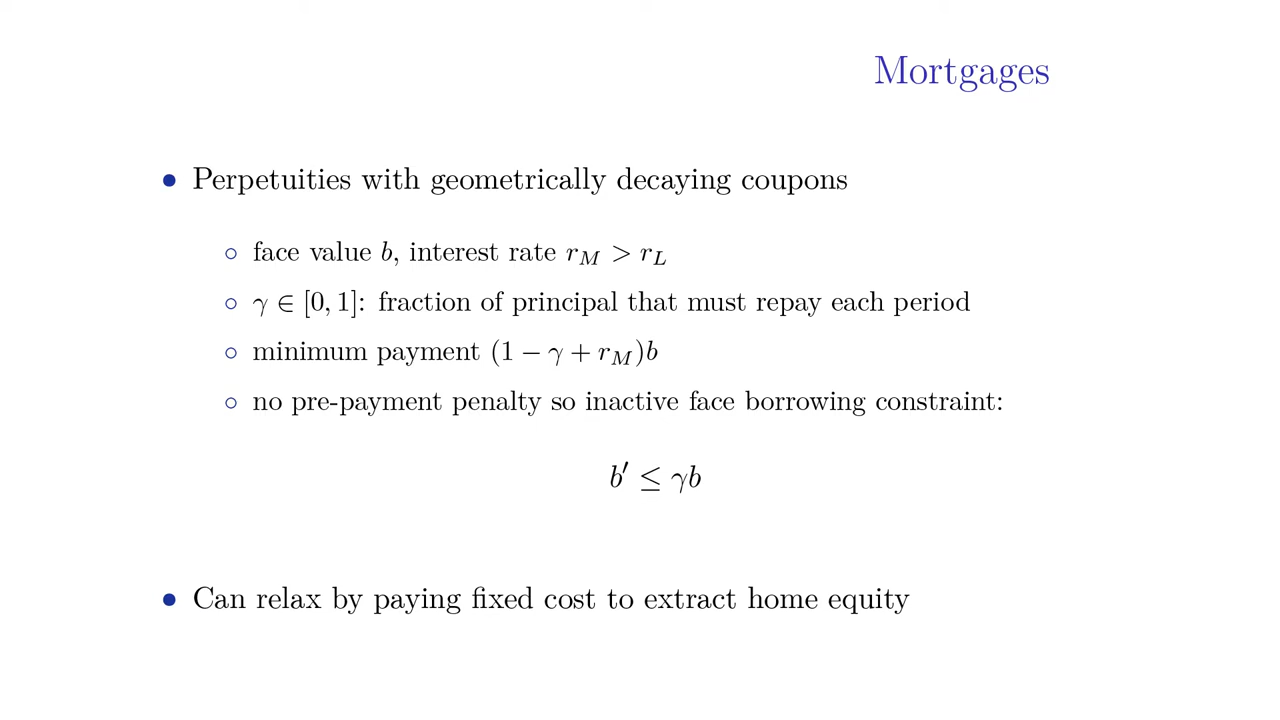 Mortgages
• Perpetuities with geometrically decaying coupons
◦ face value b, interest rate r_M > r_L
◦ γ ∈ [0, 1]: fraction of principal that must repay each period
◦ minimum payment (1 − γ + r_M)b
◦ no pre-payment penalty so inactive face borrowing constraint:
b′ ≤ γb
• Can relax by paying fixed cost to extract home equity